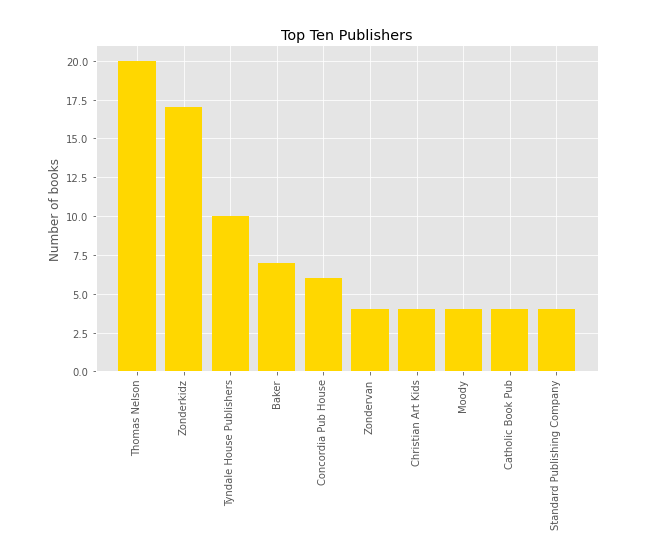 Top Ten Publishers
Number of books
20.0
17.5
15.0
12.5
10.0
7.5
5.0
2.5
0.0
Thomas Nelson
Zonderkidz
Tyndale House Publishers
Baker
Concordia Pub House
Zondervan
Christian Art Kids
Moody
Catholic Book Pub
Standard Publishing Company